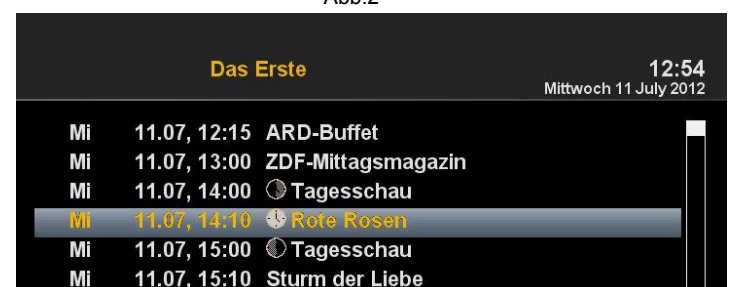 Abb.2
Das Erste
12:54
Mittwoch 11 July 2012
Mi 11.07, 12:15 ARD-Buffet
Mi 11.07, 13:00 ZDF-Mittagsmagazin
Mi 11.07, 14:00 Tagesschau
Mi 11.07, 14:10 Rote Rosen
Mi 11.07, 15:00 Tagesschau
Mi 11.07, 15:10 Sturm der Liebe